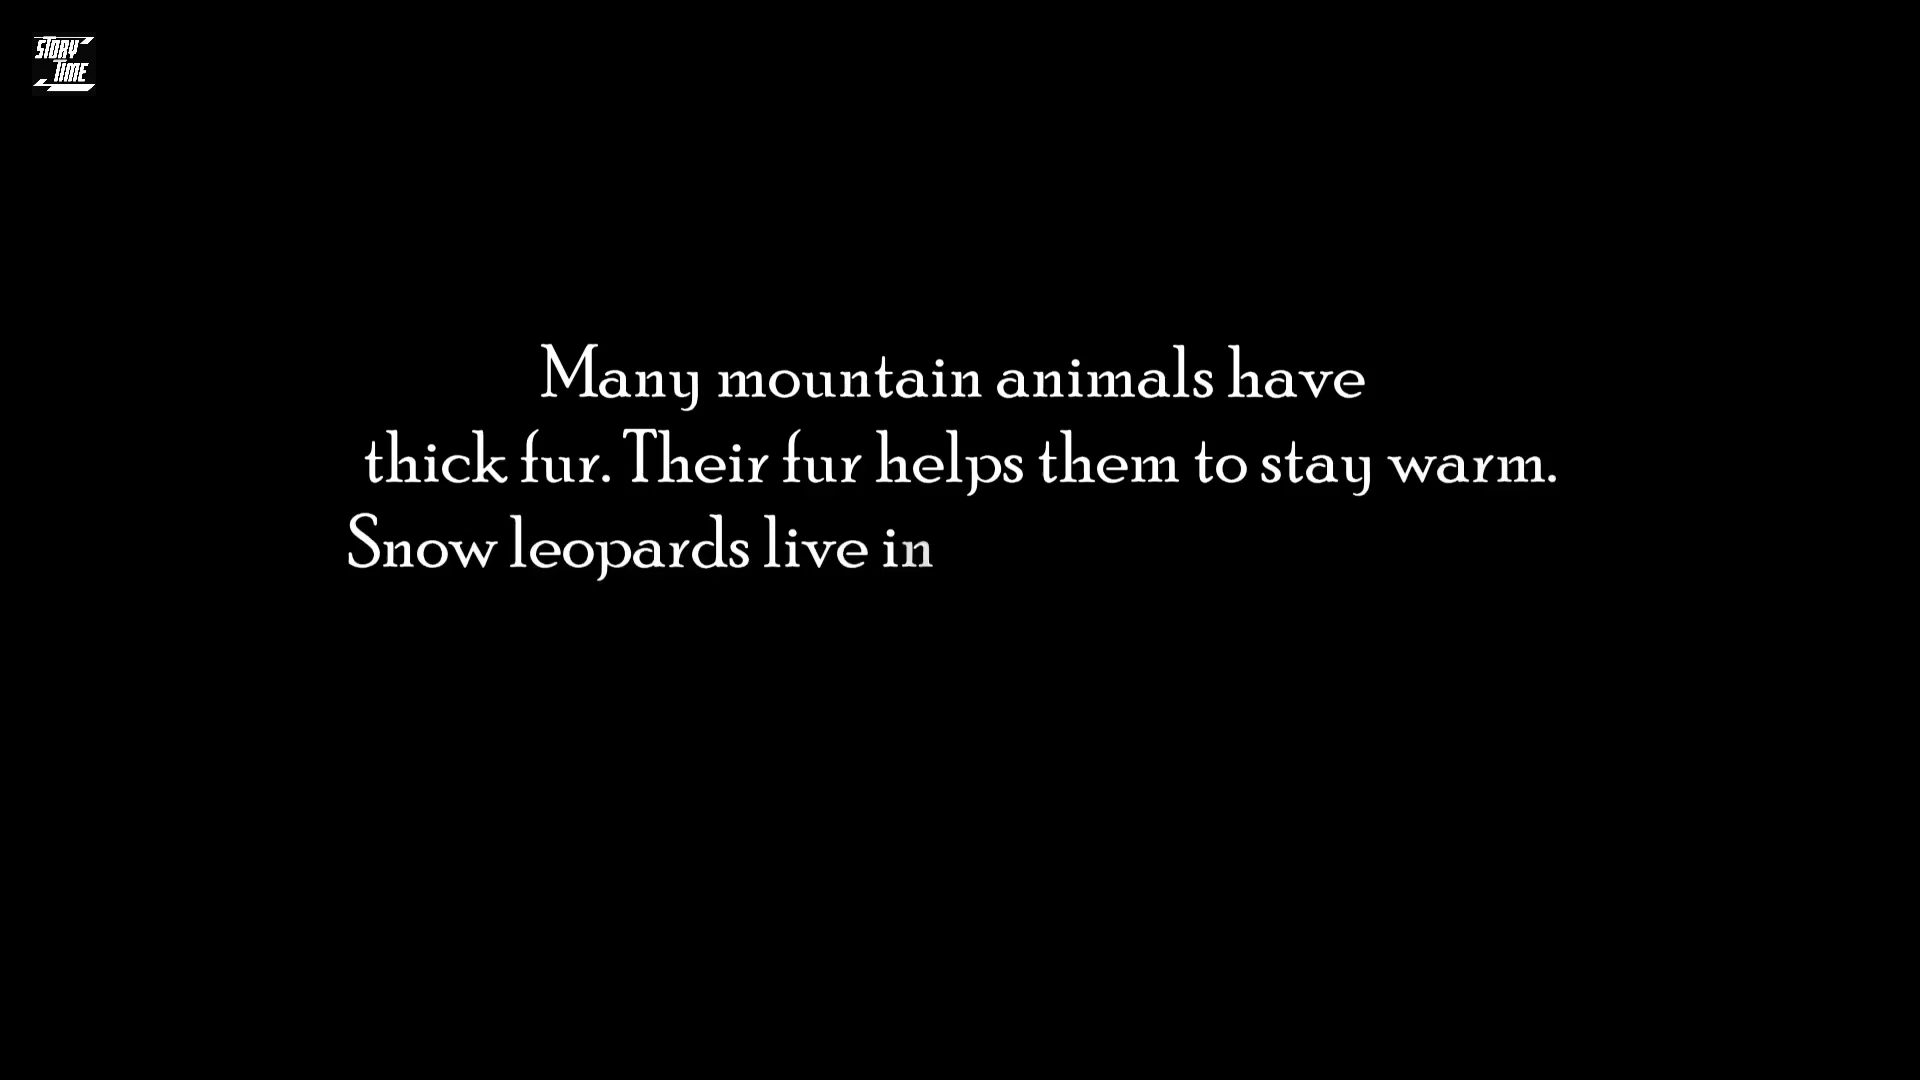 STORY
TIME
Many mountain animals have
thick fur. Their fur helps them to stay warm.
Snow leopards live in